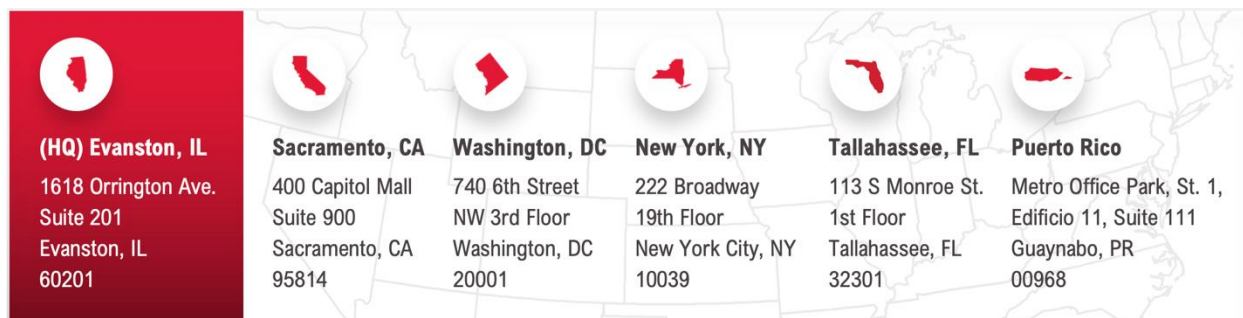 (HQ) Evanston, IL
1618 Orrington Ave.
Suite 201
Evanston, IL
60201
Sacramento, CA
400 Capitol Mall
Suite 900
Sacramento, CA
95814
Washington, DC
740 6th Street
NW 3rd Floor
Washington, DC
20001
New York, NY
222 Broadway
19th Floor
New York City, NY
10039
Tallahassee, FL
113 S Monroe St.
1st Floor
Tallahassee, FL
32301
Puerto Rico
Metro Office Park, St. 1,
Edificio 11, Suite 111
Guaynabo, PR
00968